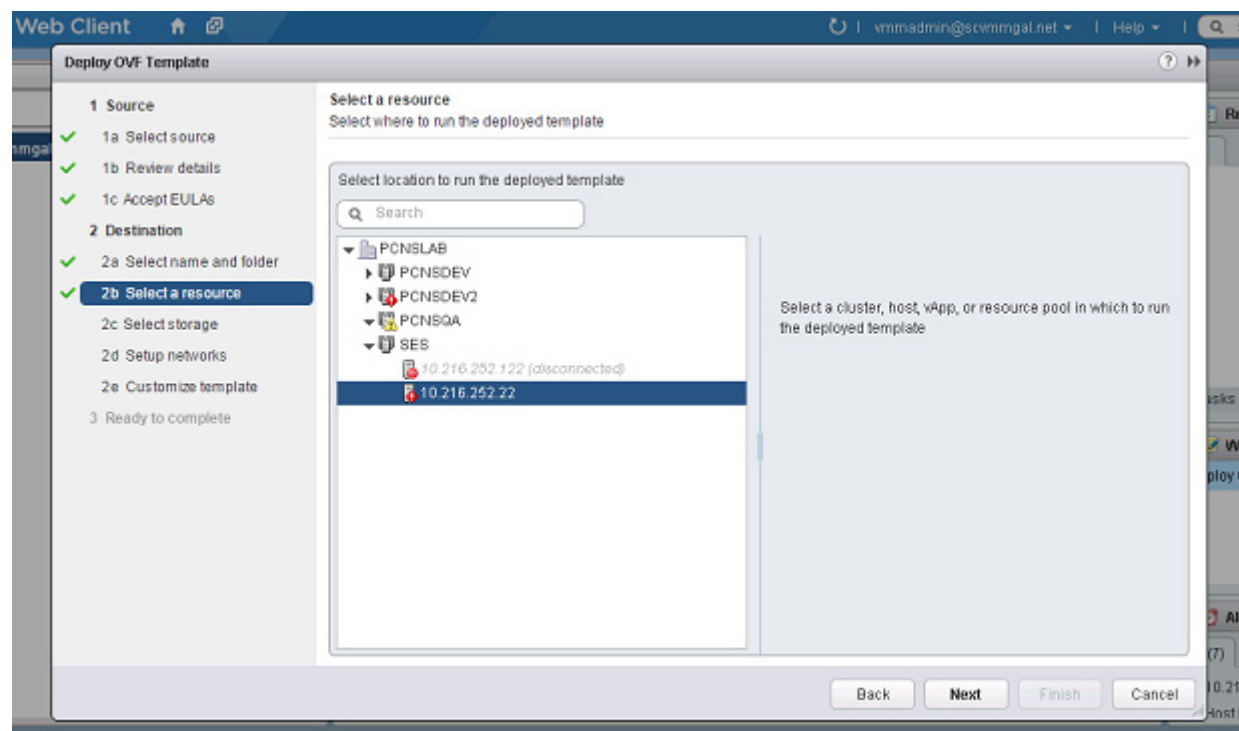 Web Client
vmmadmin@scvmmgal.net
Help
Deploy OVF Template
1 Source
1a Select source
1b Review details
1c Accept EULAs
2 Destination
2a Select name and folder
2b Select a resource
2c Select storage
2d Setup networks
2e Customize template
3 Ready to complete
Select a resource
Select where to run the deployed template
Select location to run the deployed template
Search
PCNSLAB
PCNSDEV
PCNSDEV2
PCNSQA
SES
10.216.252.122 (disconnected)
10.216.252.22
Select a cluster, host, vApp, or resource pool in which to run
the deployed template
Back
Next
Finish
Cancel
(7)